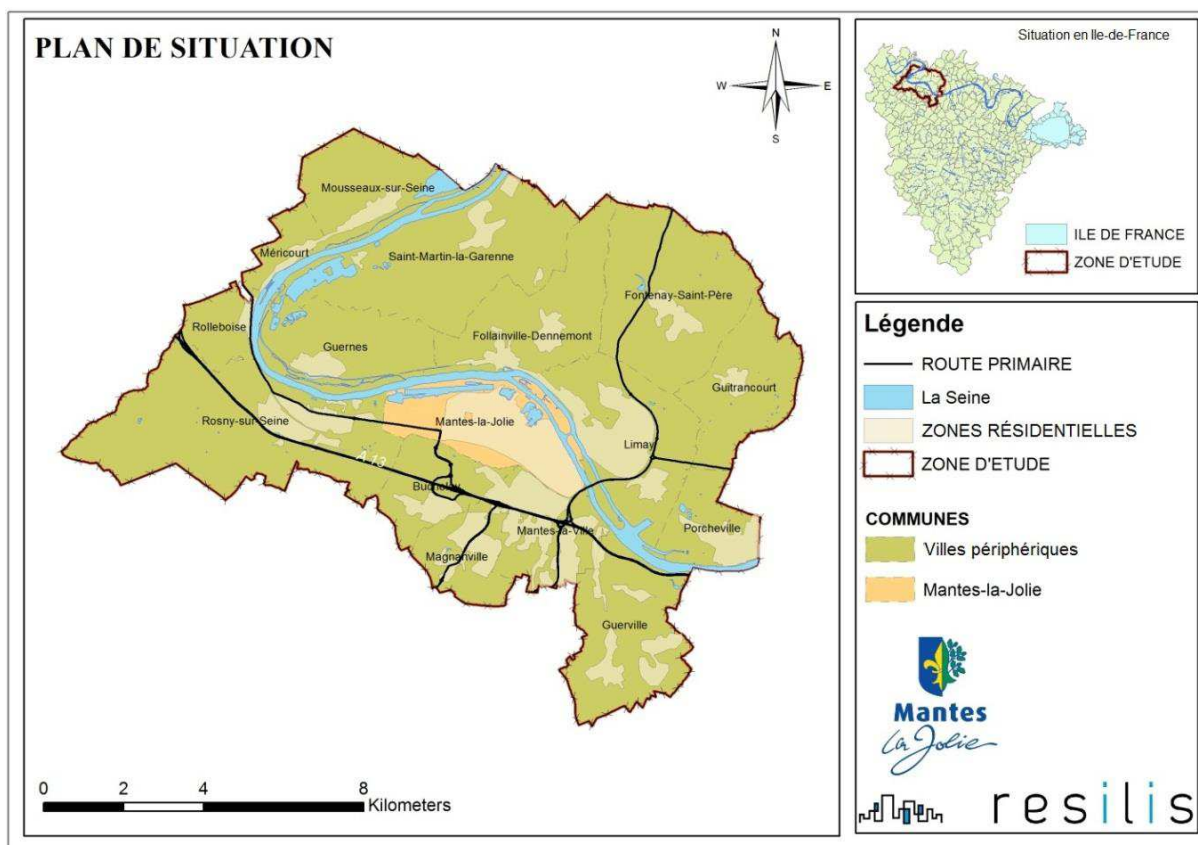 PLAN DE SITUATION
N
W
E
S
Mousseaux-sur-Seine
Méricourt
Saint-Martin-la-Garenne
Fontenay-Saint-Père
Rolleboise
Follainville-Dennemont
Guernes
Guitrancourt
Rosny-sur-Seine
Mantes-la-Jolie
Limay
A 13
Buchelay
Mantes-la-Ville
Porcheville
Magnanville
Guerville
0 2 4 8
Kilometers
Situation en Ile-de-France
ILE DE FRANCE
ZONE D'ETUDE
Légende
ROUTE PRIMAIRE
La Seine
ZONES RÉSIDENTIELLES
ZONE D'ETUDE
COMMUNES
Villes périphériques
Mantes-la-Jolie
Mantes
la Jolie
resilis